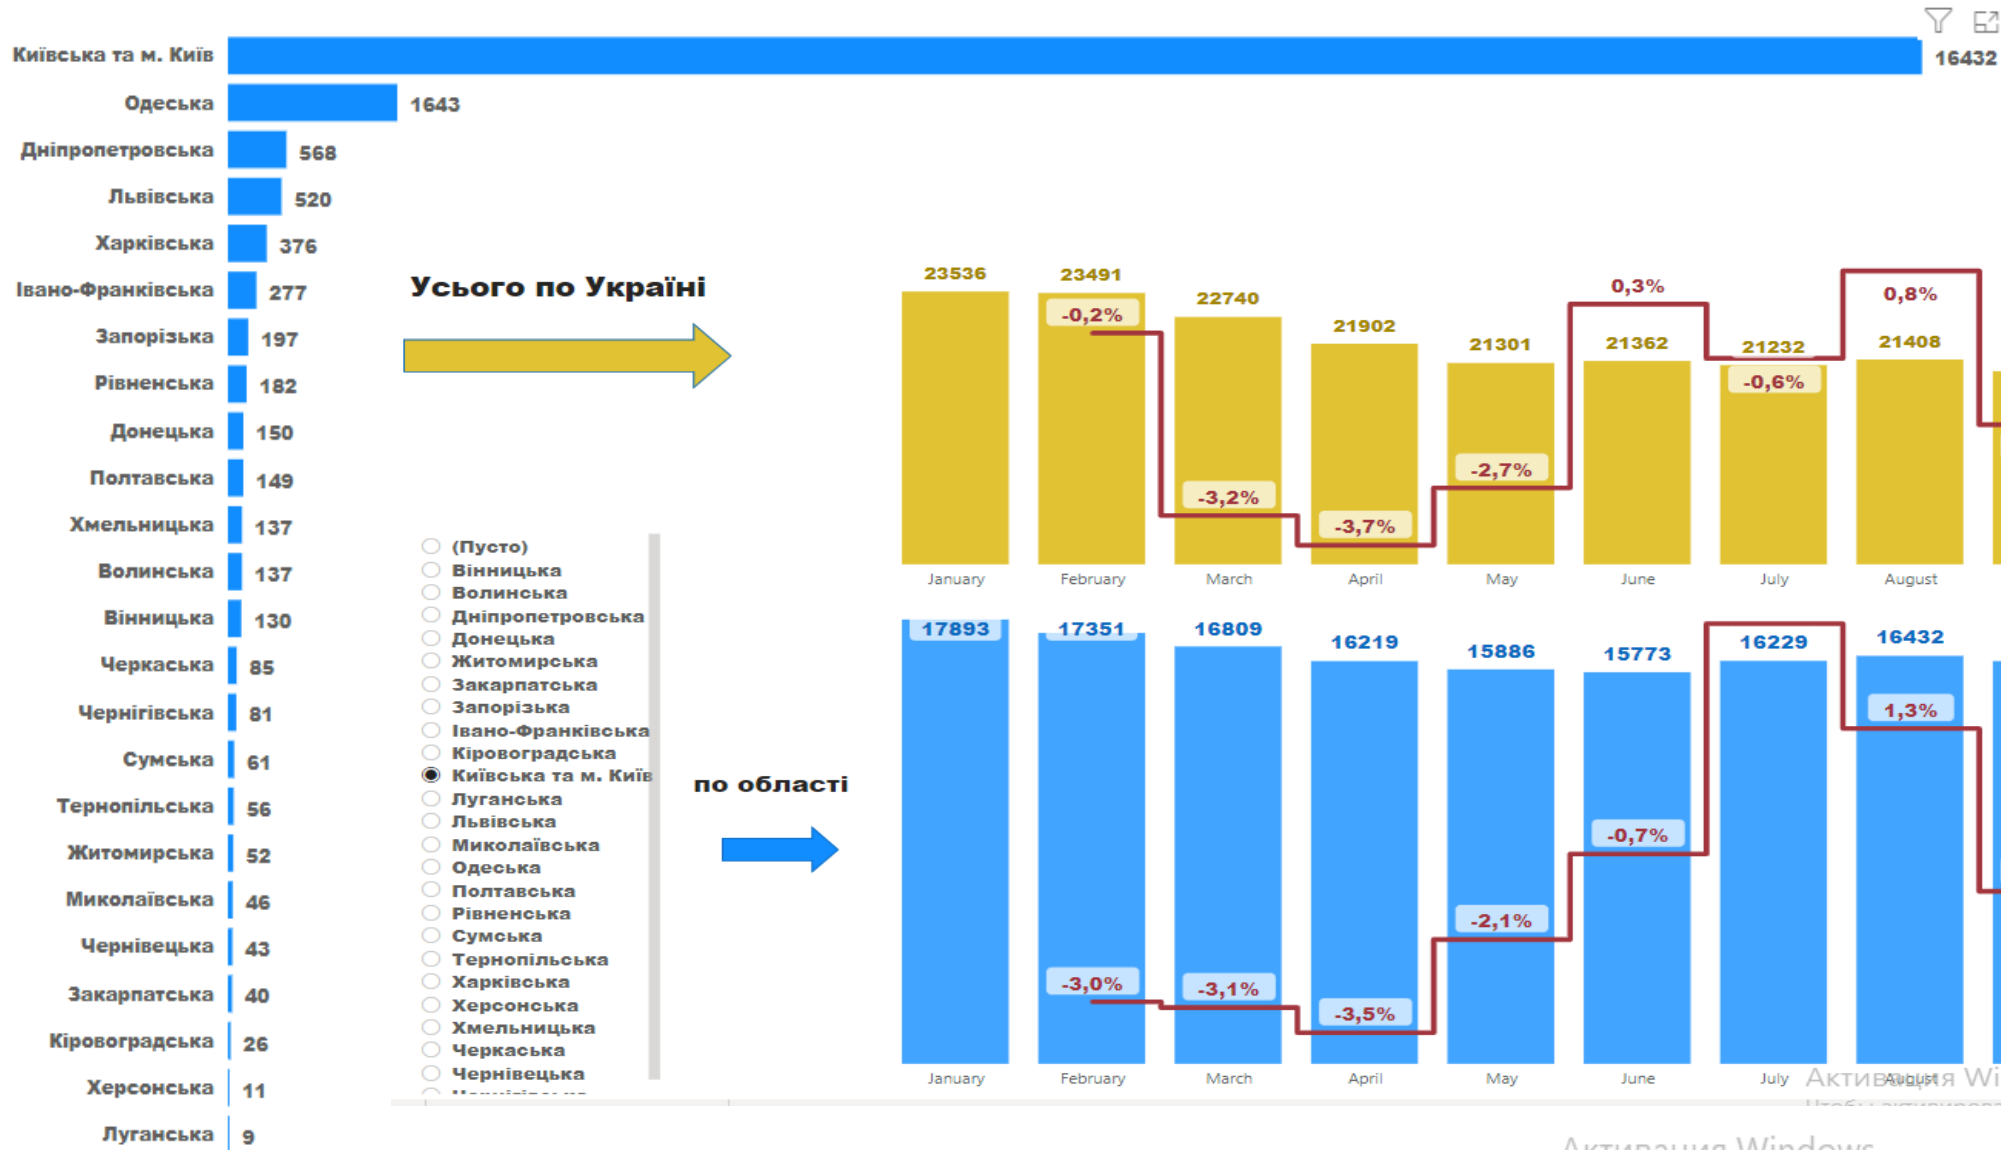 Київська та м. Київ 16432
Одеська 1643
Дніпропетровська 568
Львівська 520
Харківська 376
Івано-Франківська 277
Запорізька 197
Рівненська 182
Донецька 150
Полтавська 149
Хмельницька 137
Волинська 137
Вінницька 130
Черкаська 85
Чернігівська 81
Сумська 61
Тернопільська 56
Житомирська 52
Миколаївська 46
Чернівецька 43
Закарпатська 40
Кіровоградська 26
Херсонська 11
Луганська 9
Усього по Україні
23536 23491 22740 21902 21301 21362 21232 21408
-0,2% -3,2% -3,7% -2,7% 0,3% -0,6% 0,8%
January February March April May June July August
(Пусто)
Вінницька
Волинська
Дніпропетровська
Донецька
Житомирська
Закарпатська
Запорізька
Івано-Франківська
Кіровоградська
Київська та м. Київ
Луганська
Львівська
Миколаївська
Одеська
Полтавська
Рівненська
Сумська
Тернопільська
Харківська
Херсонська
Хмельницька
Черкаська
Чернівецька
по області
17893 17351 16809 16219 15886 15773 16229 16432
-3,0% -3,1% -3,5% -2,1% -0,7% 1,3%
January February March April May June July August
Активация Wi
Активация Windows